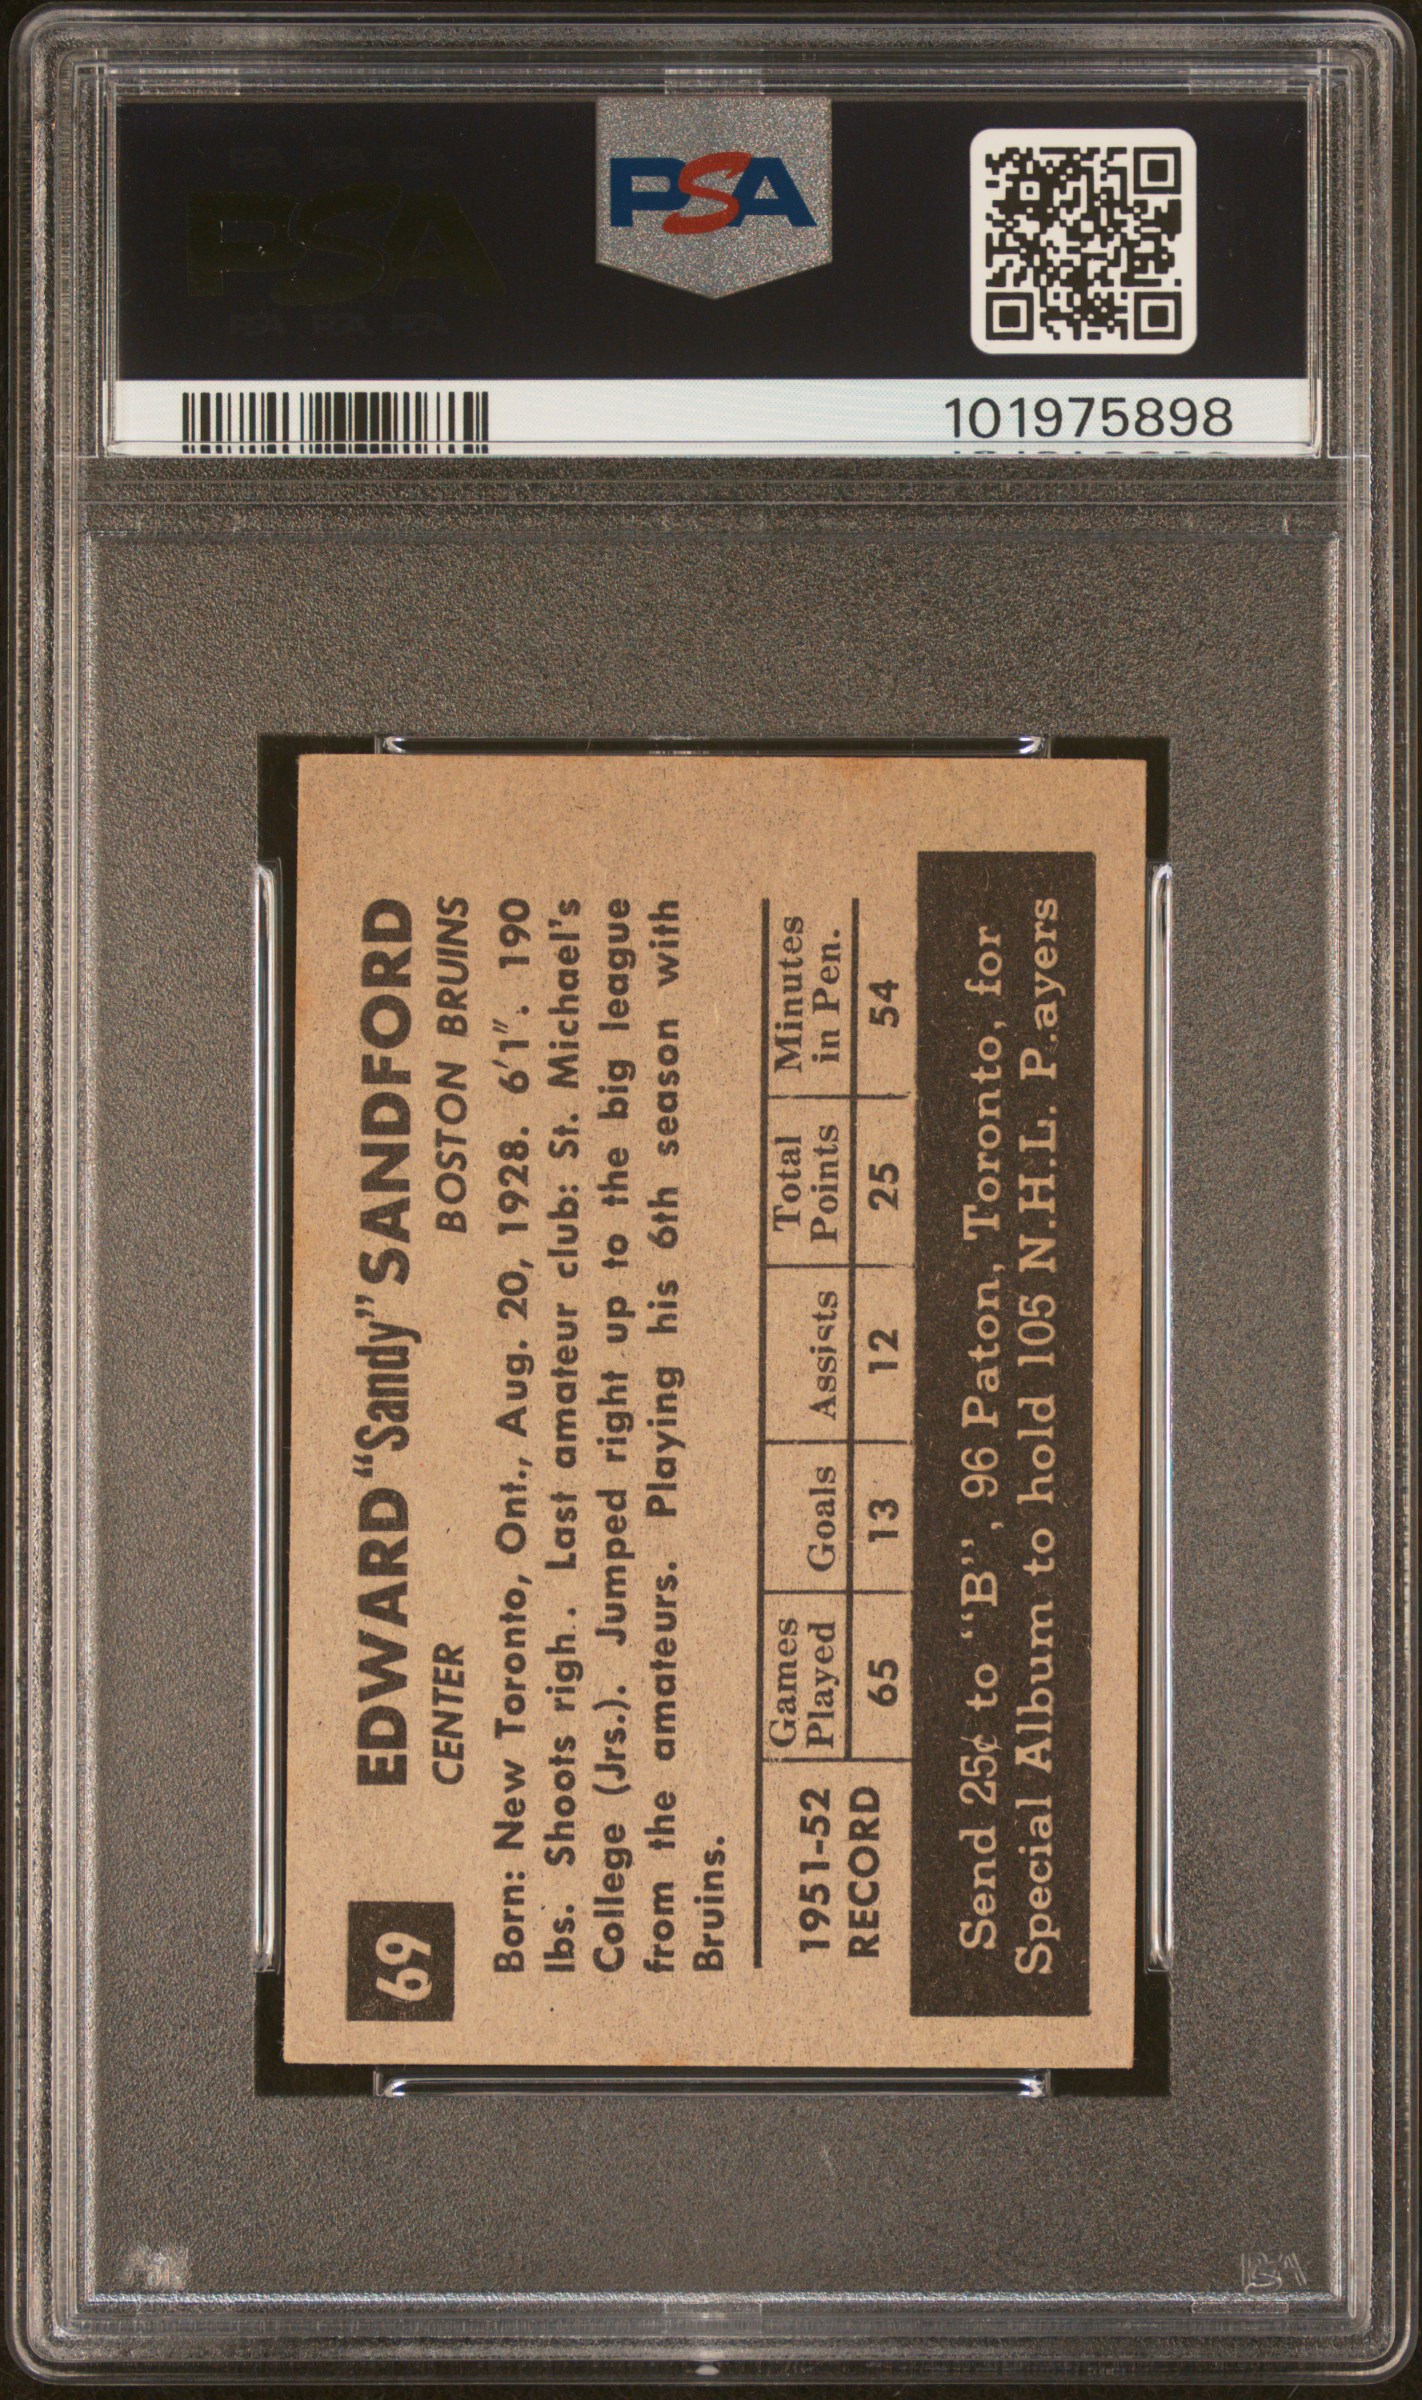 PSA
101975898
69
EDWARD "Sandy" SANDFORD
CENTER BOSTON BRUINS
Born: New Toronto, Ont., Aug. 20, 1928. 6'1". 190
lbs. Shoots righ.. Last amateur club: St. Michael's
College (Jrs.). Jumped right up to the big league
from the amateurs. Playing his 6th season with
Bruins.
1951-52 RECORD
Games Played Goals Assists Total Points Minutes in Pen.
65 13 12 25 54
Send 25¢ to "B", 96 Paton, Toronto, for
Special Album to hold 105 N.H.L. P.ayers
PSA
PSA